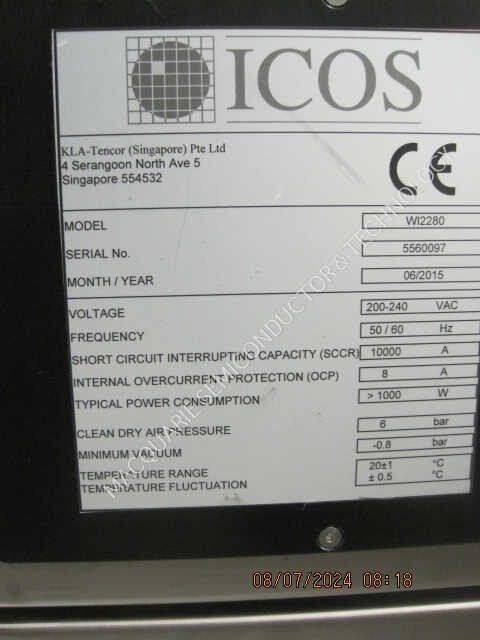 ICOS
KLA-Tencor (Singapore) Pte Ltd
4 Serangoon North Ave 5
Singapore 554532
CE
MODEL WI2280
SERIAL No. 5560097
MONTH / YEAR 06/2015
VOLTAGE 200-240 VAC
FREQUENCY 50 / 60 Hz
SHORT CIRCUIT INTERRUPTING CAPACITY (SCCR) 10000 A
INTERNAL OVERCURRENT PROTECTION (OCP) 8 A
TYPICAL POWER CONSUMPTION > 1000 W
CLEAN DRY AIR PRESSURE 6 bar
MINIMUM VACUUM -0.8 bar
TEMPERATURE RANGE 20±1 °C
TEMPERATURE FLUCTUATION ± 0.5 °C
MACQUARIE SEMICONDUCTOR & TECHNOLOGY
08/07/2024 08:18